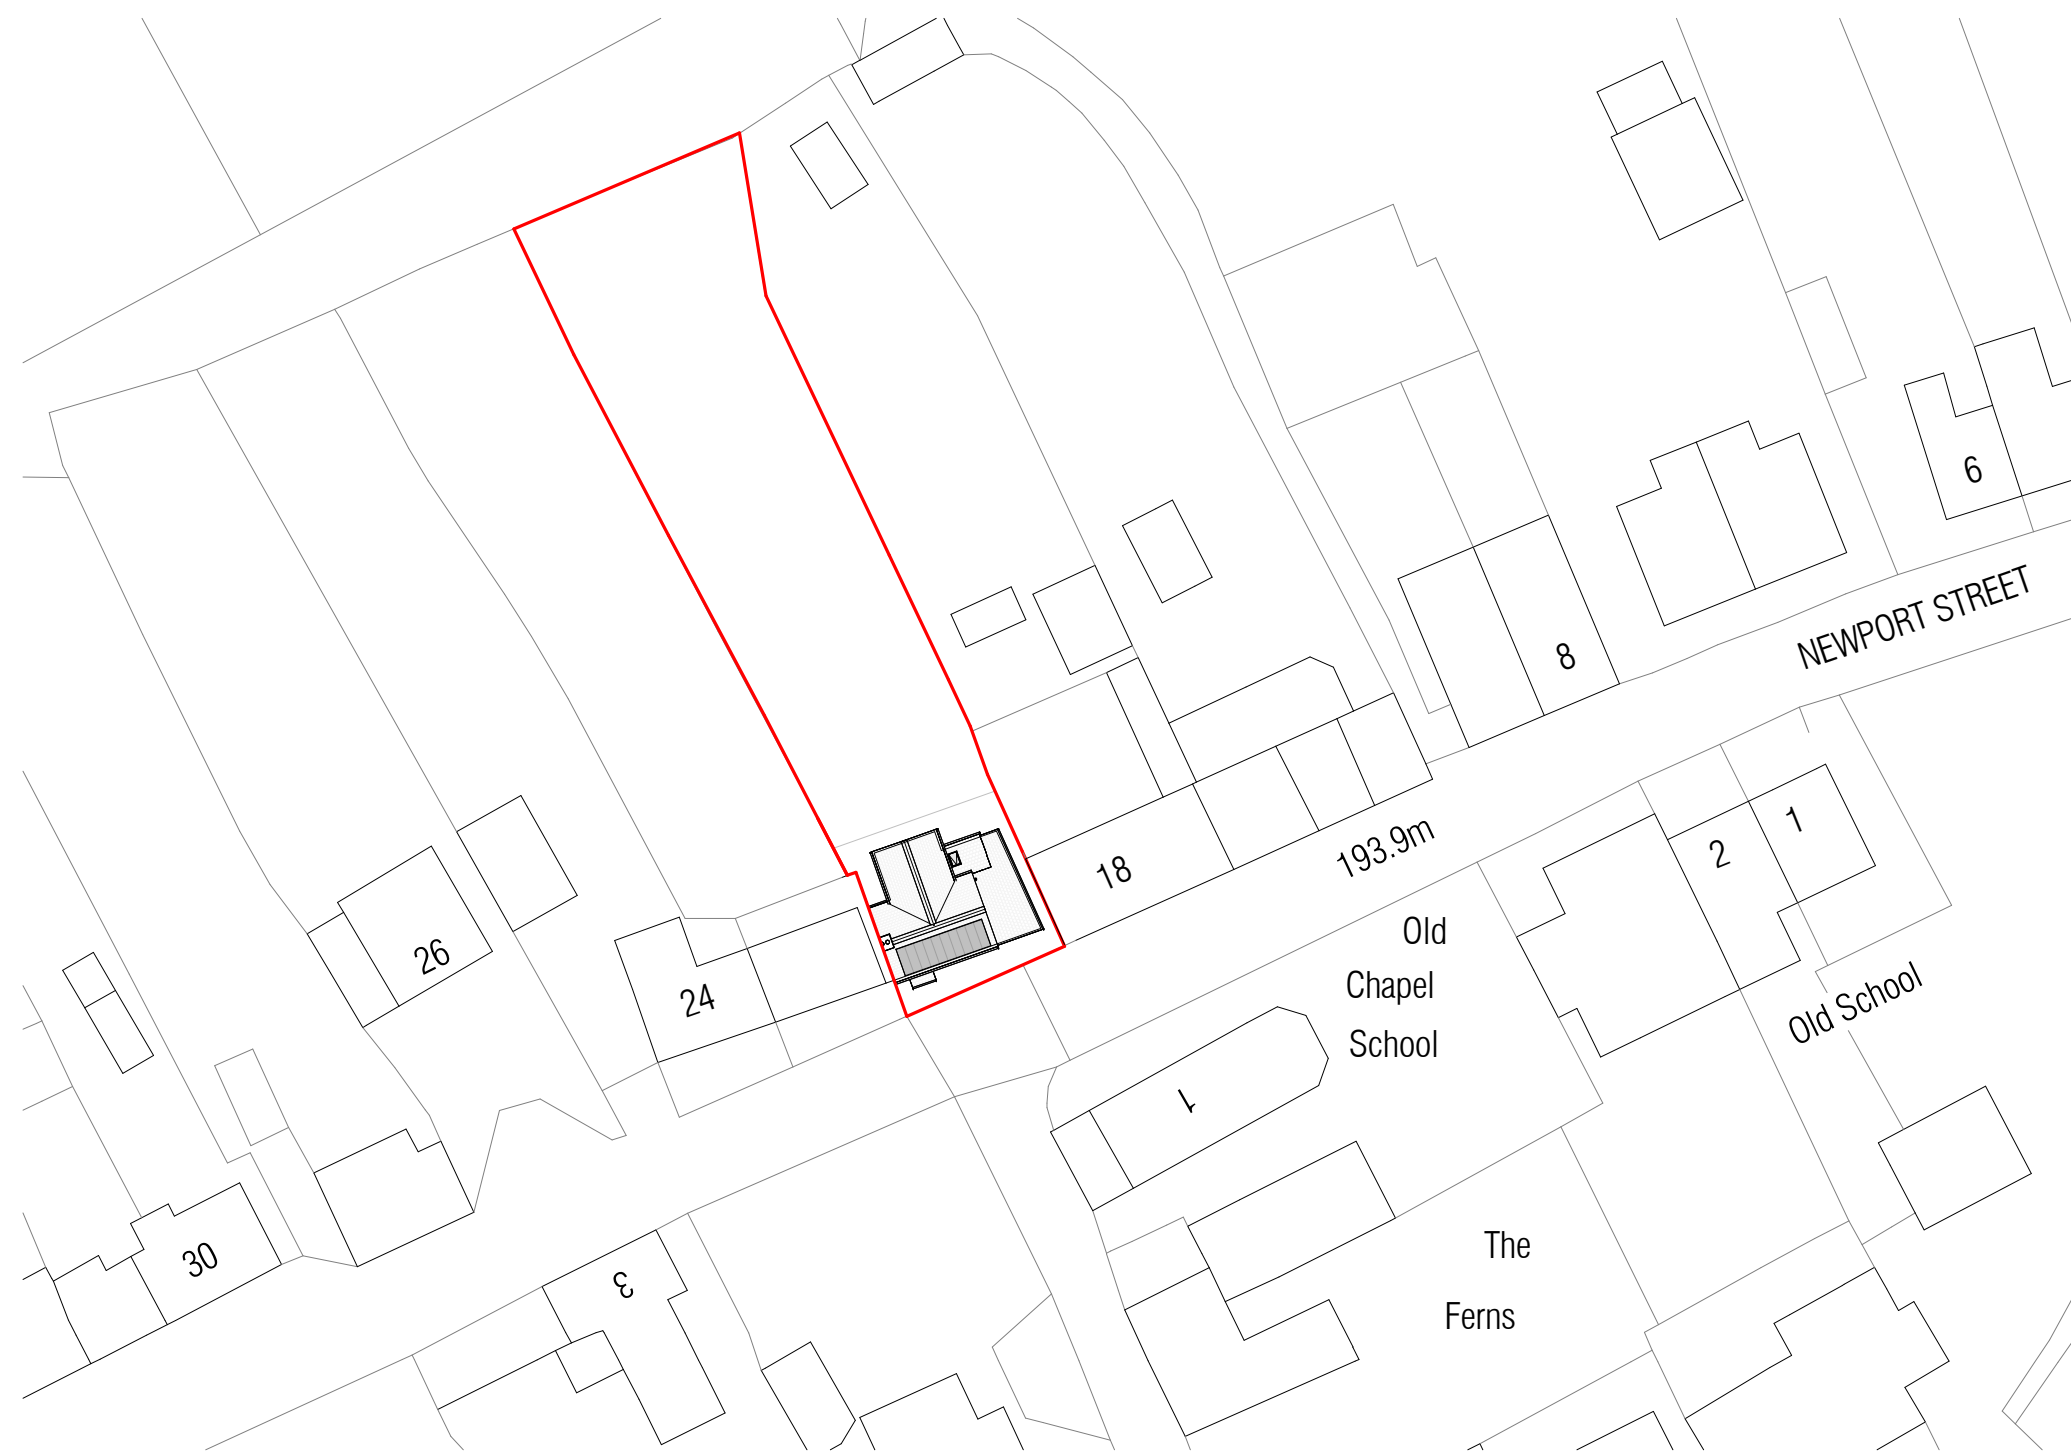 6
NEWPORT STREET
8
193.9m
18
1
2
Old
Chapel
School
Old School
26
24
1
30
3
The
Ferns